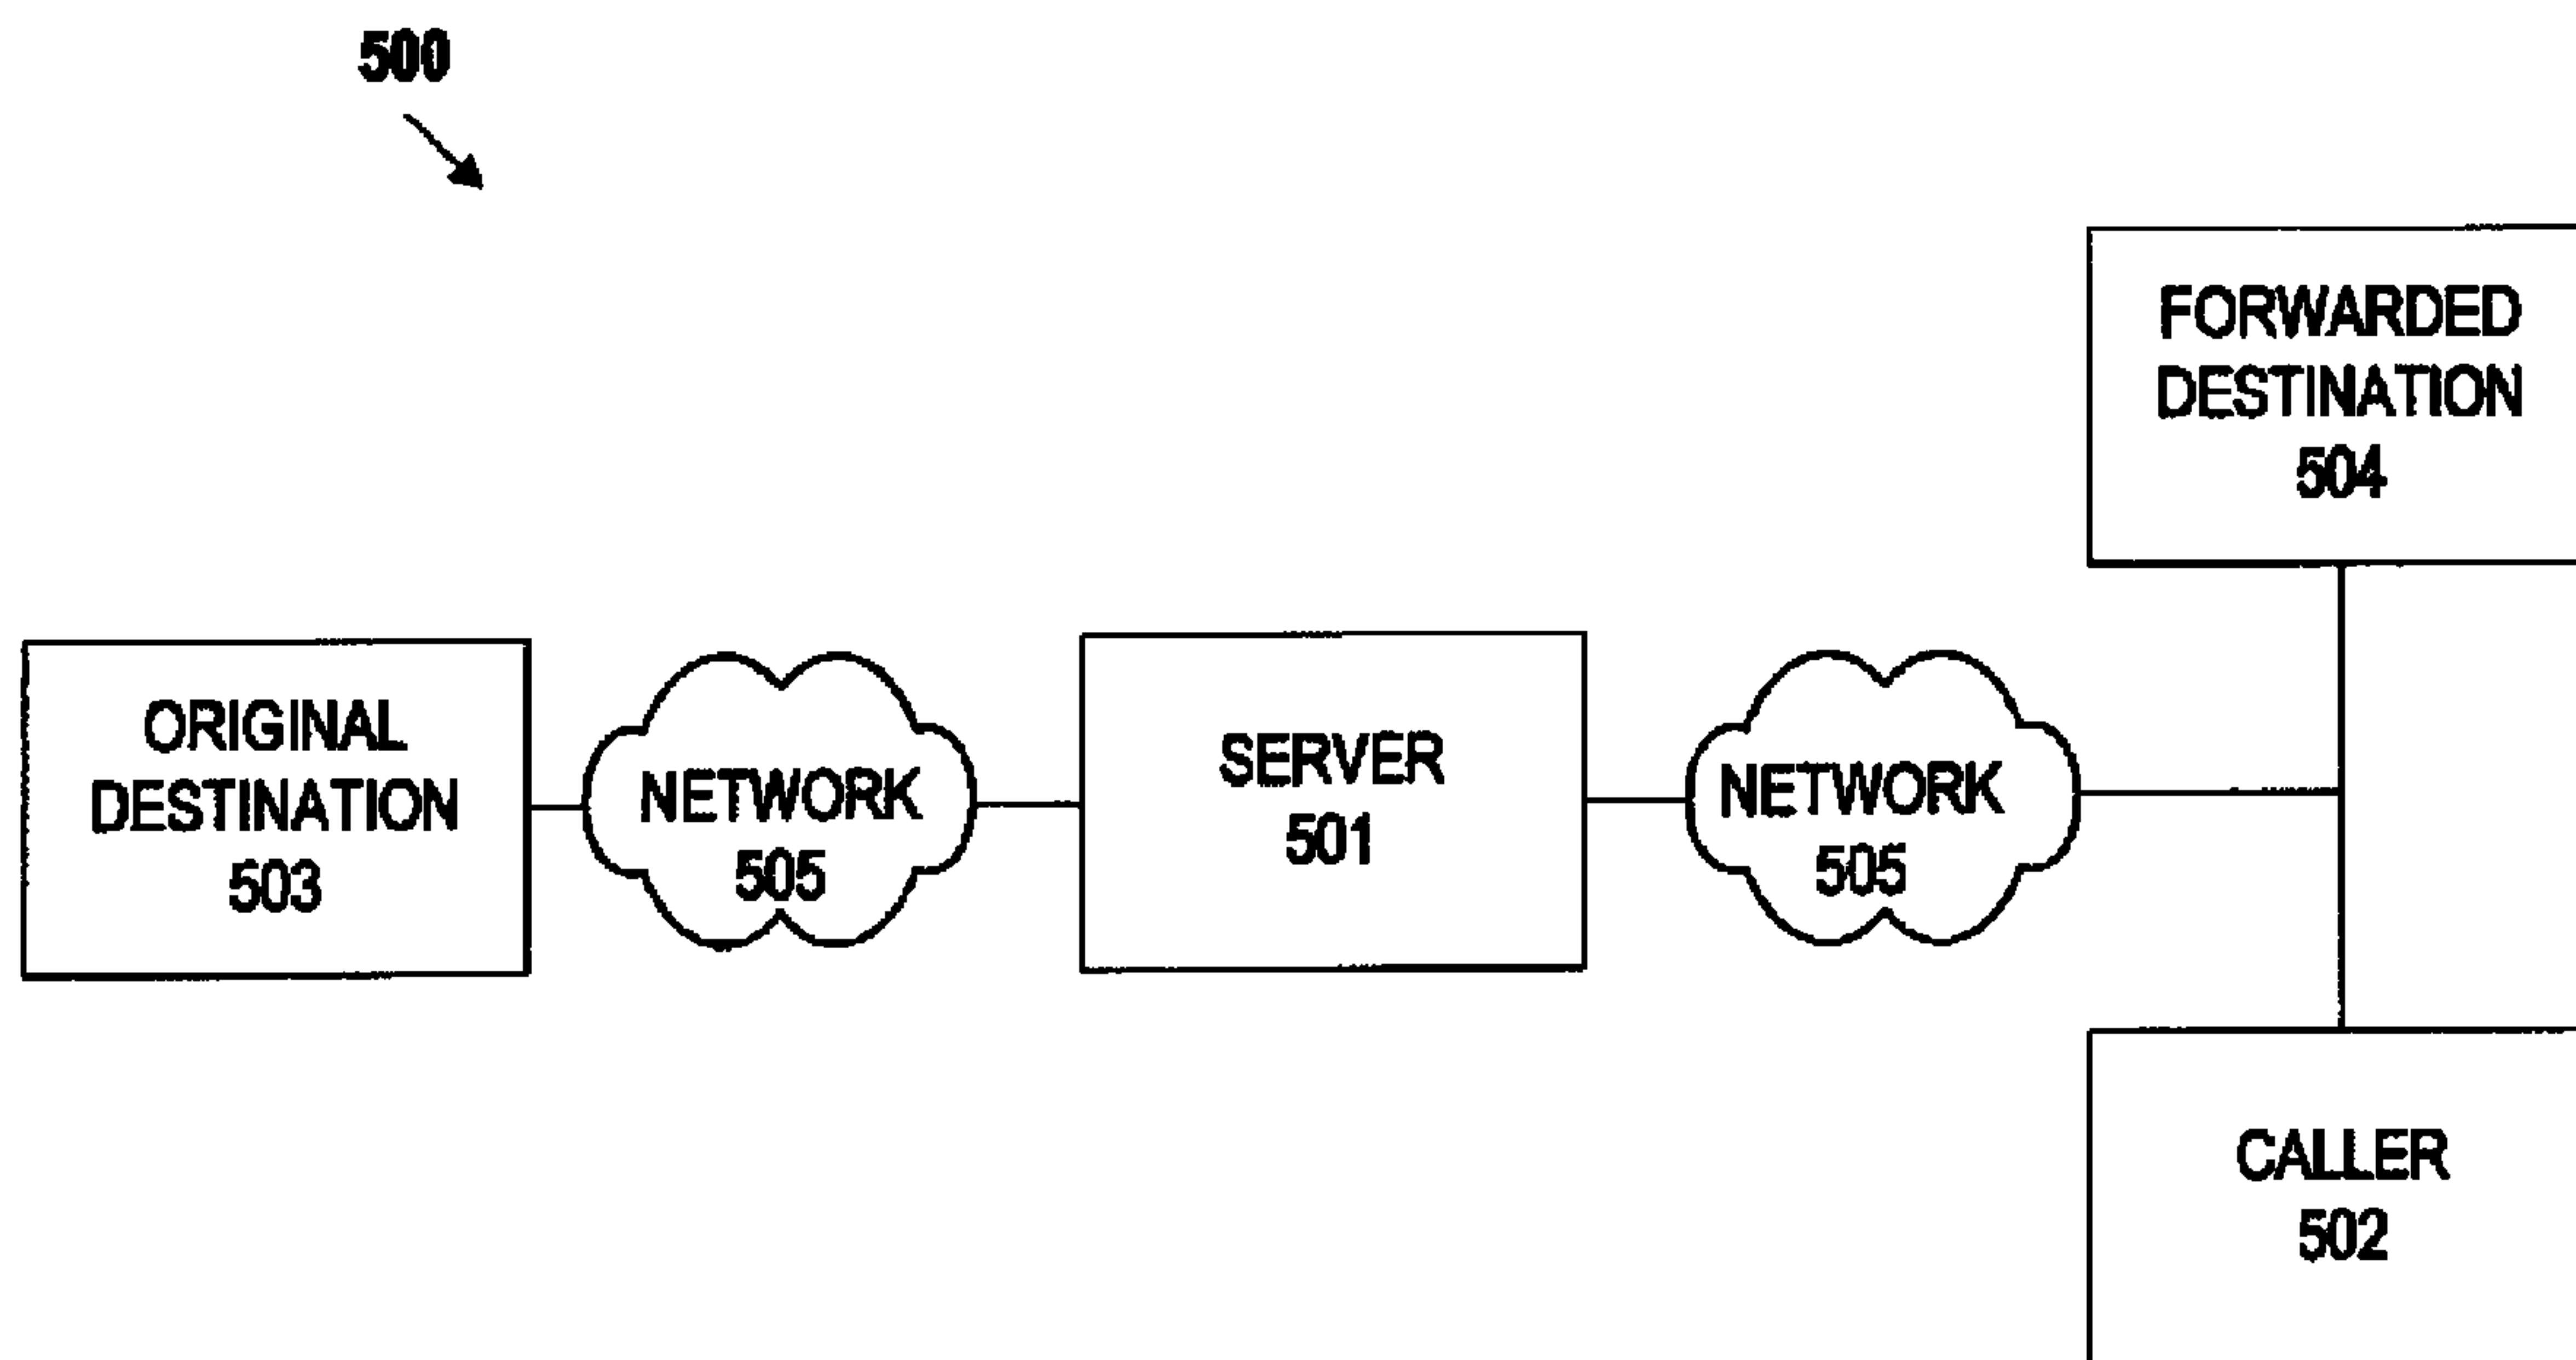 500
FORWARDED
DESTINATION
504
ORIGINAL
DESTINATION
503
NETWORK
505
SERVER
501
NETWORK
505
CALLER
502